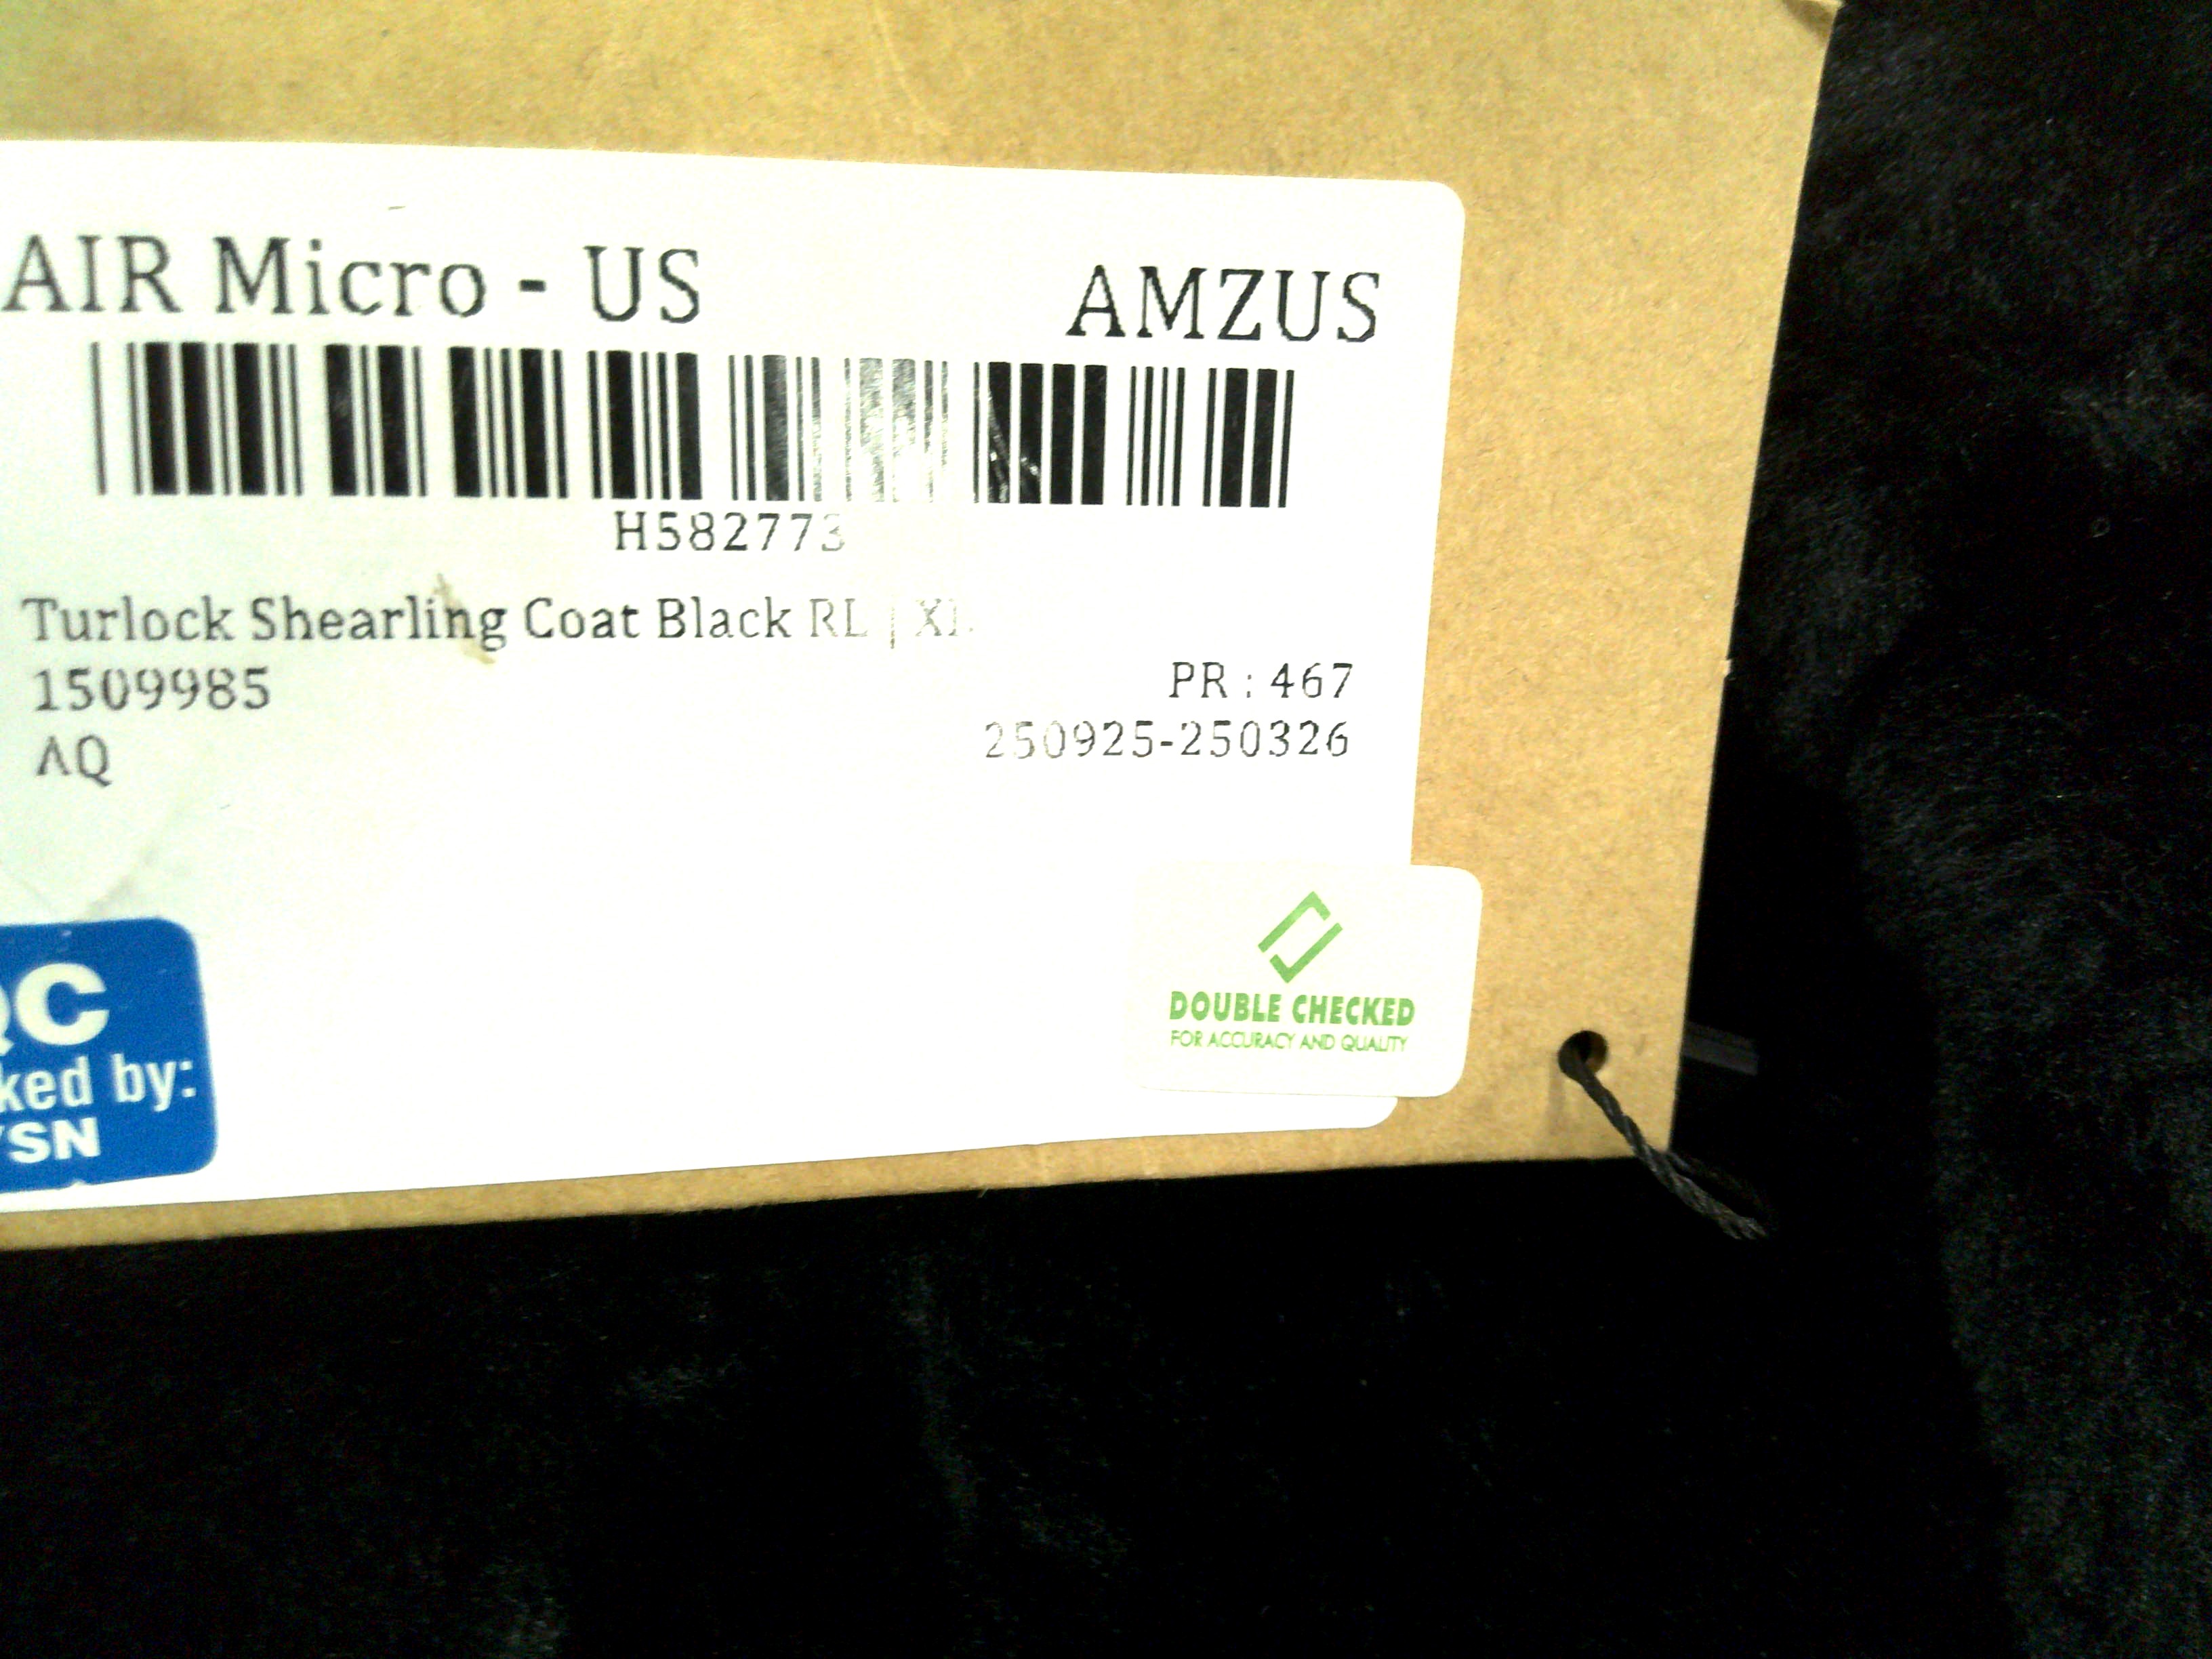 AIR Micro - US
AMZUS
H582773
Turlock Shearling Coat Black RL | XL
1509985
PR : 467
AQ
250925-250326
QC
ked by:
YSN
DOUBLE CHECKED
FOR ACCURACY AND QUALITY